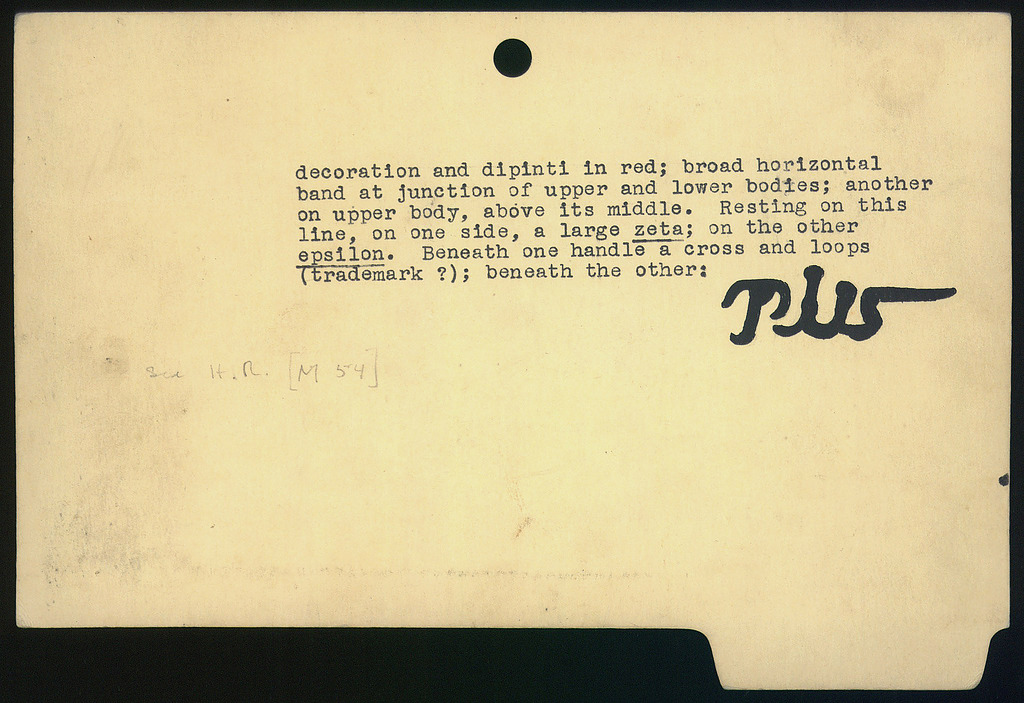 decoration and dipinti in red; broad horizontal
band at junction of upper and lower bodies; another
on upper body, above its middle.  Resting on this
line, on one side, a large zeta; on the other
epsilon.  Beneath one handle a cross and loops
(trademark ?); beneath the other:
see H.R. [M 54]